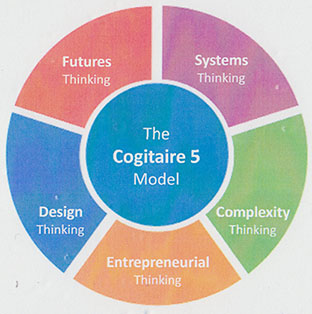 Futures
Thinking
Systems
Thinking
The
Cogitaire 5
Model
Design
Thinking
Complexity
Thinking
Entrepreneurial
Thinking